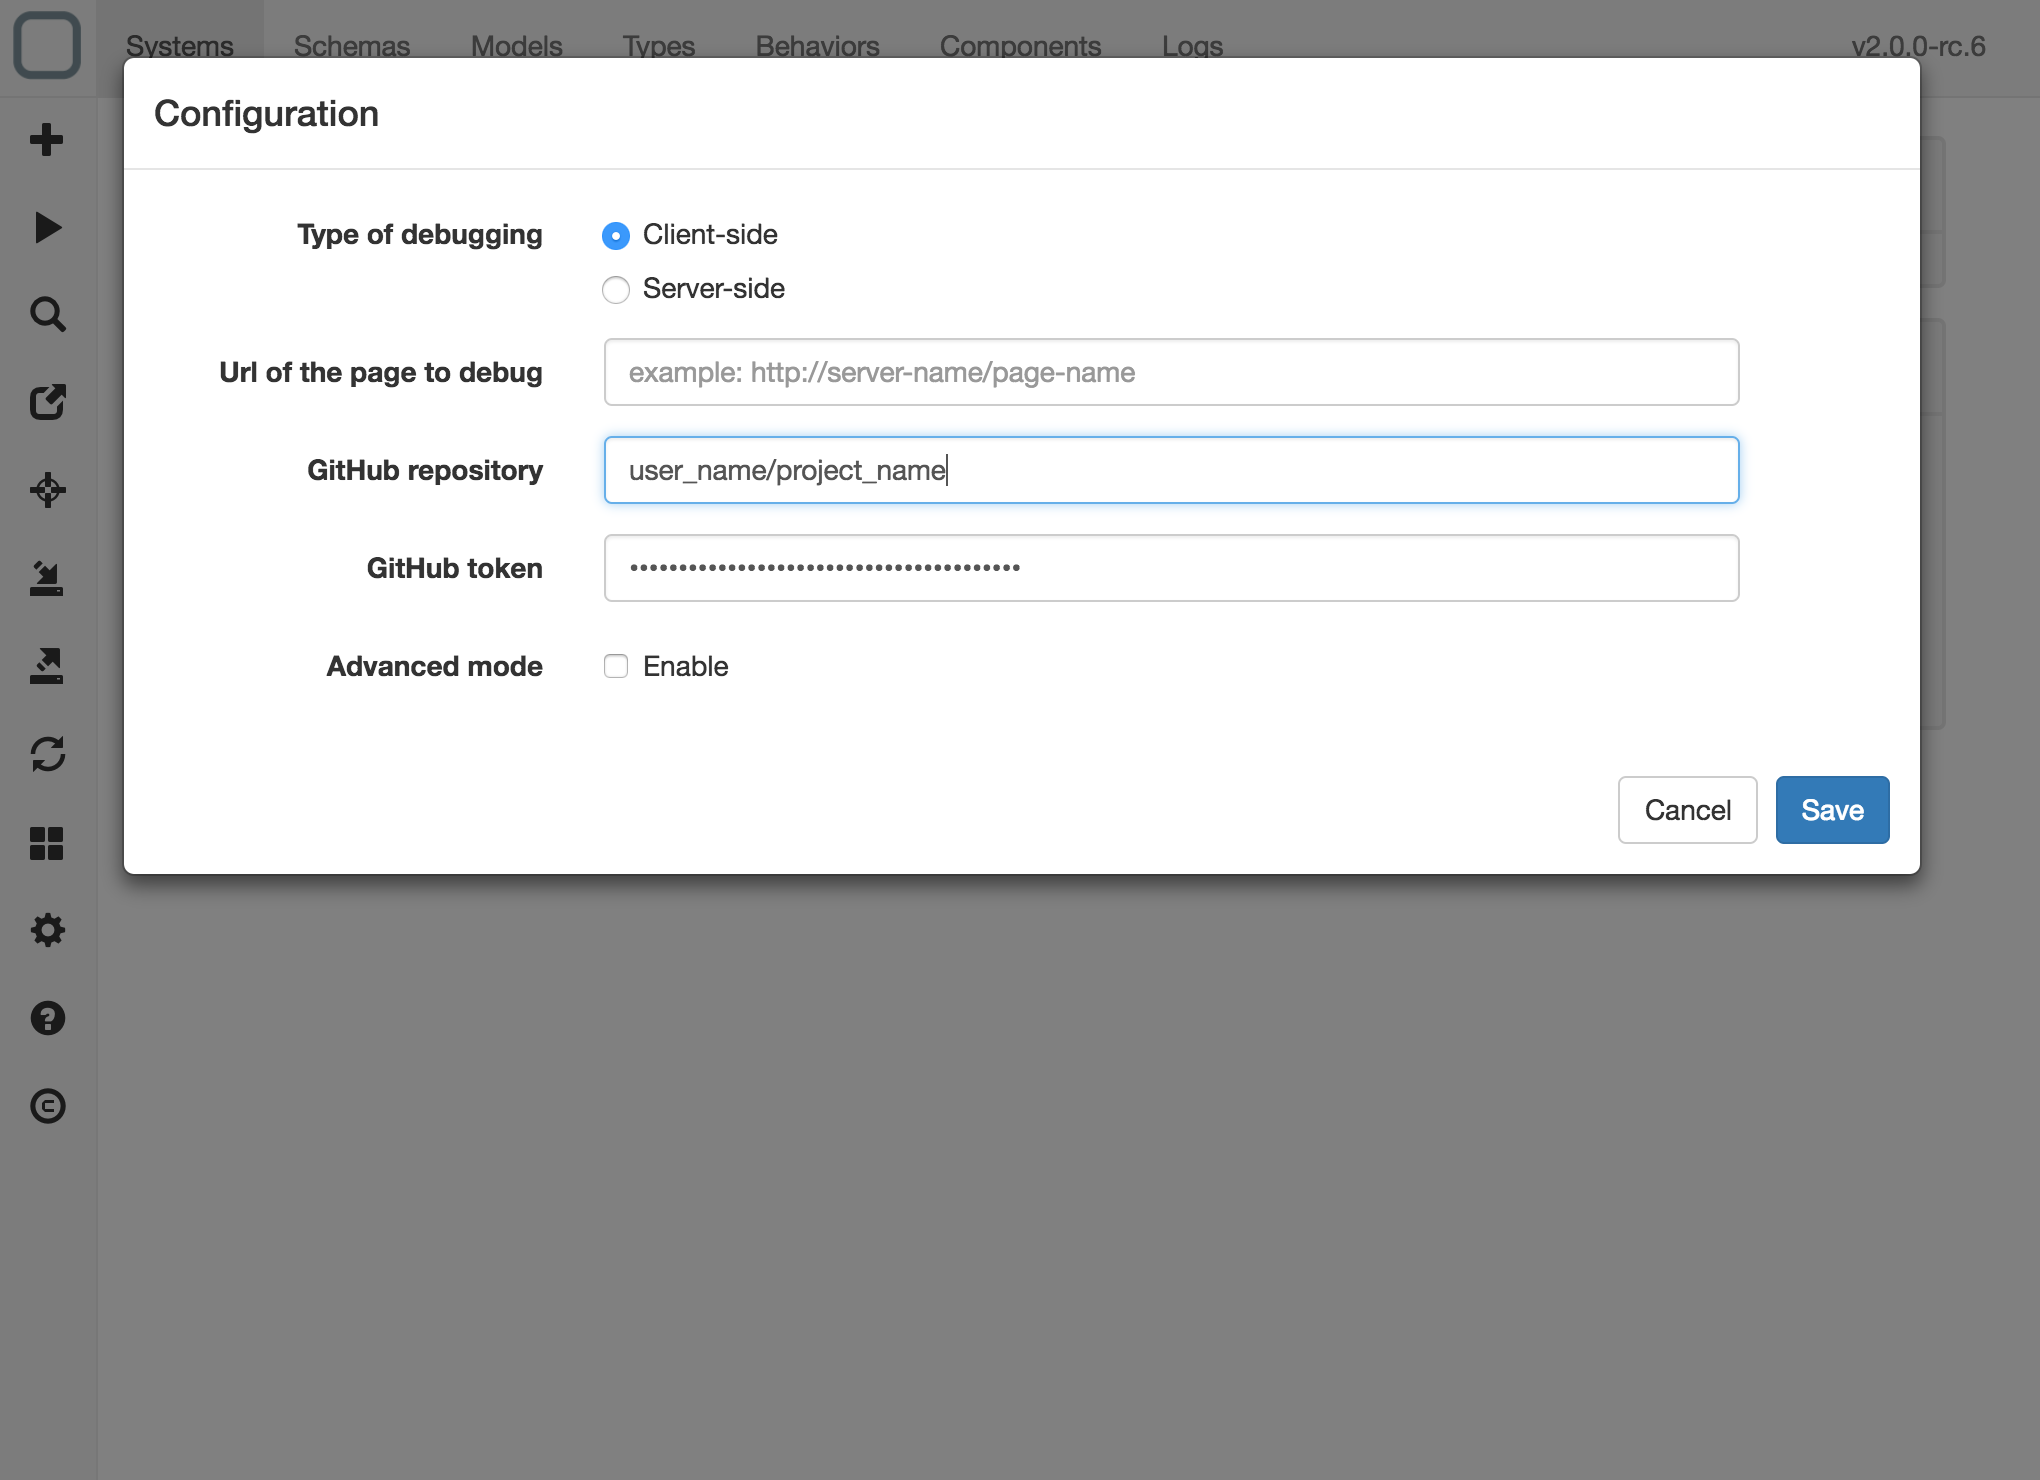 Systems Schemas Models Types Behaviors Components Logs v2.0.0-rc.6
Configuration
Type of debugging Client-side
Server-side
Url of the page to debug example: http://server-name/page-name
GitHub repository user_name/project_name
GitHub token ••••••••••••••••••••••••••••••••••••••••
Advanced mode Enable
Cancel Save